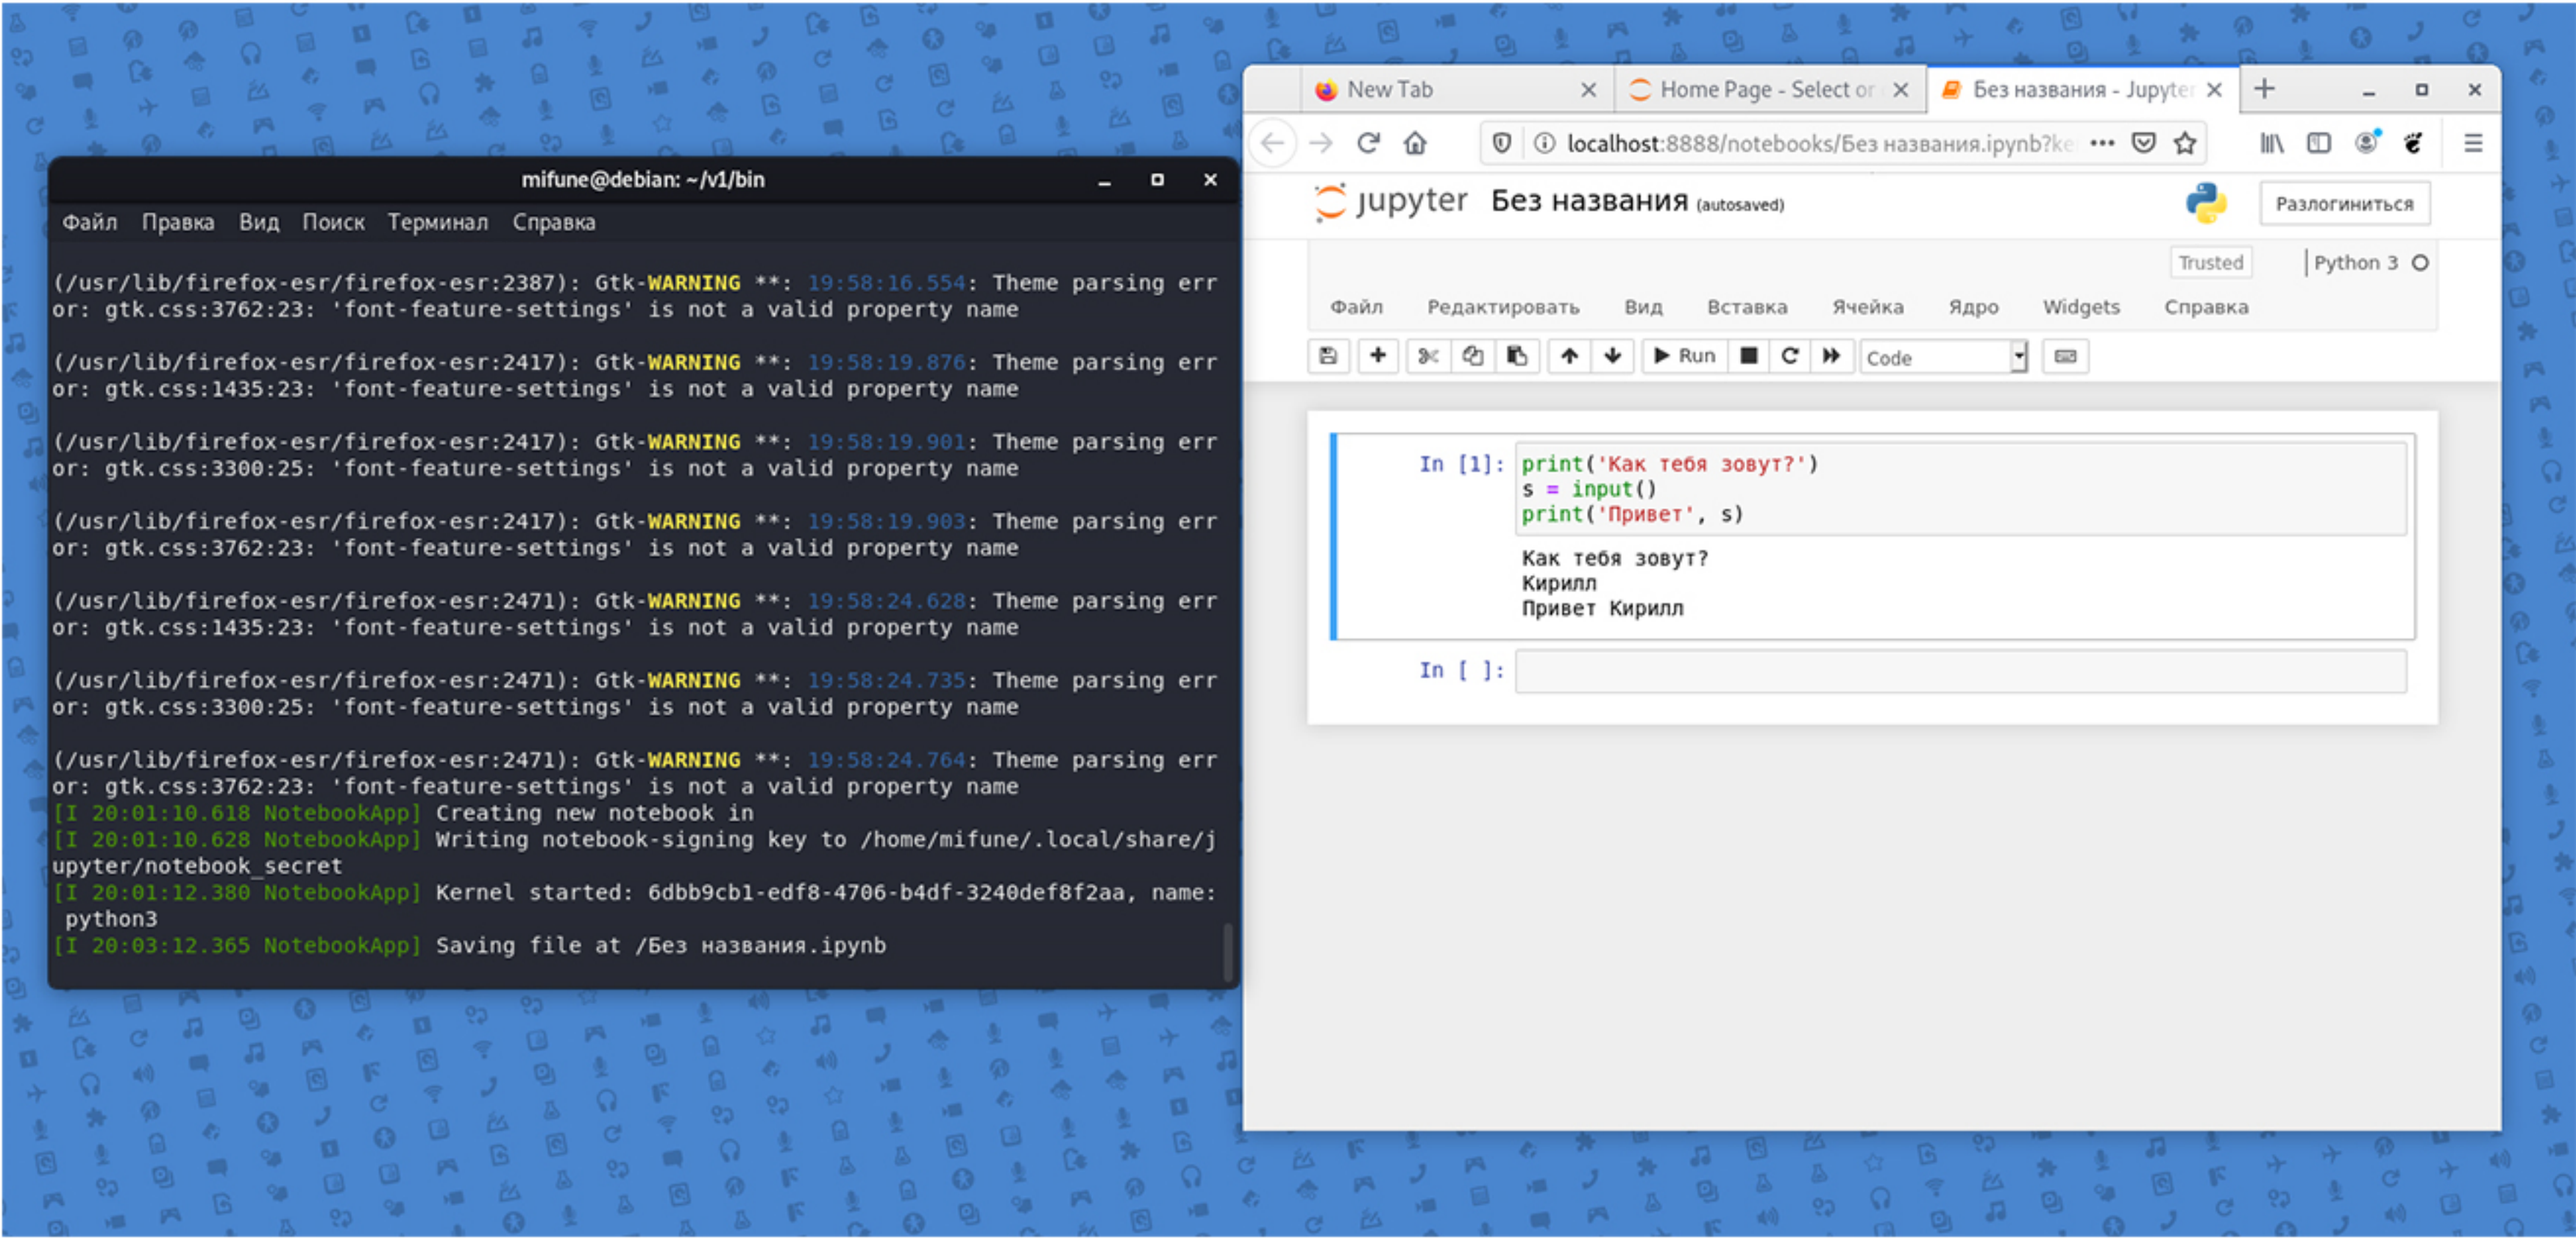 mifune@debian: ~/v1/bin
Файл Правка Вид Поиск Терминал Справка
(/usr/lib/firefox-esr/firefox-esr:2387): Gtk-WARNING **: 19:58:16.554: Theme parsing err
or: gtk.css:3762:23: 'font-feature-settings' is not a valid property name
(/usr/lib/firefox-esr/firefox-esr:2417): Gtk-WARNING **: 19:58:19.876: Theme parsing err
or: gtk.css:1435:23: 'font-feature-settings' is not a valid property name
(/usr/lib/firefox-esr/firefox-esr:2417): Gtk-WARNING **: 19:58:19.901: Theme parsing err
or: gtk.css:3300:25: 'font-feature-settings' is not a valid property name
(/usr/lib/firefox-esr/firefox-esr:2417): Gtk-WARNING **: 19:58:19.903: Theme parsing err
or: gtk.css:3762:23: 'font-feature-settings' is not a valid property name
(/usr/lib/firefox-esr/firefox-esr:2471): Gtk-WARNING **: 19:58:24.628: Theme parsing err
or: gtk.css:1435:23: 'font-feature-settings' is not a valid property name
(/usr/lib/firefox-esr/firefox-esr:2471): Gtk-WARNING **: 19:58:24.735: Theme parsing err
or: gtk.css:3300:25: 'font-feature-settings' is not a valid property name
(/usr/lib/firefox-esr/firefox-esr:2471): Gtk-WARNING **: 19:58:24.764: Theme parsing err
or: gtk.css:3762:23: 'font-feature-settings' is not a valid property name
[I 20:01:10.618 NotebookApp] Creating new notebook in
[I 20:01:10.628 NotebookApp] Writing notebook-signing key to /home/mifune/.local/share/j
upyter/notebook_secret
[I 20:01:12.380 NotebookApp] Kernel started: 6dbb9cb1-edf8-4706-b4df-3240def8f2aa, name:
python3
[I 20:03:12.365 NotebookApp] Saving file at /Без названия.ipynb
New Tab Home Page - Select or Без названия - Jupyter
localhost:8888/notebooks/Без названия.ipynb?ke
jupyter Без названия (autosaved) Разлогиниться
Trusted Python 3
Файл Редактировать Вид Вставка Ячейка Ядро Widgets Справка
Run Code
In [1]: print('Как тебя зовут?')
s = input()
print('Привет', s)
Как тебя зовут?
Кирилл
Привет Кирилл
In [ ]: